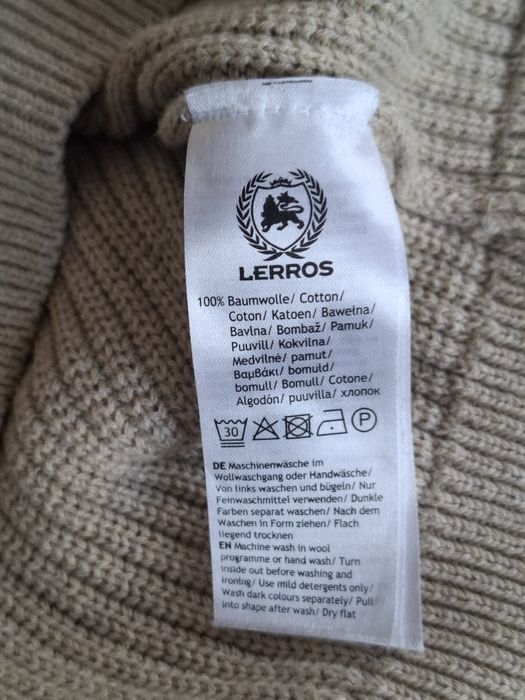 LERROS
100% Baumwolle/ Cotton/
Coton/ Katoen/ Bawełna/
Bavlna/ Bombaž/ Pamuk/
Puuvill/ Kokvilna/
Medvilnė/ pamut/
Βαμβάκι/ bomuld/
bomull/ Bomull/ Cotone/
Algodón/ puuvilla/ хлопок
30
P
DE Maschinenwäsche im
Wollwaschgang oder Handwäsche/
Von links waschen und bügeln/ Nur
Feinwaschmittel verwenden/ Dunkle
Farben separat waschen/ Nach dem
Waschen in Form ziehen/ Flach
liegend trocknen
EN Machine wash in wool
programme or hand wash/ Turn
inside out before washing and
ironing/ Use mild detergents only/
Wash dark colours separately/ Pull
into shape after wash/ Dry flat